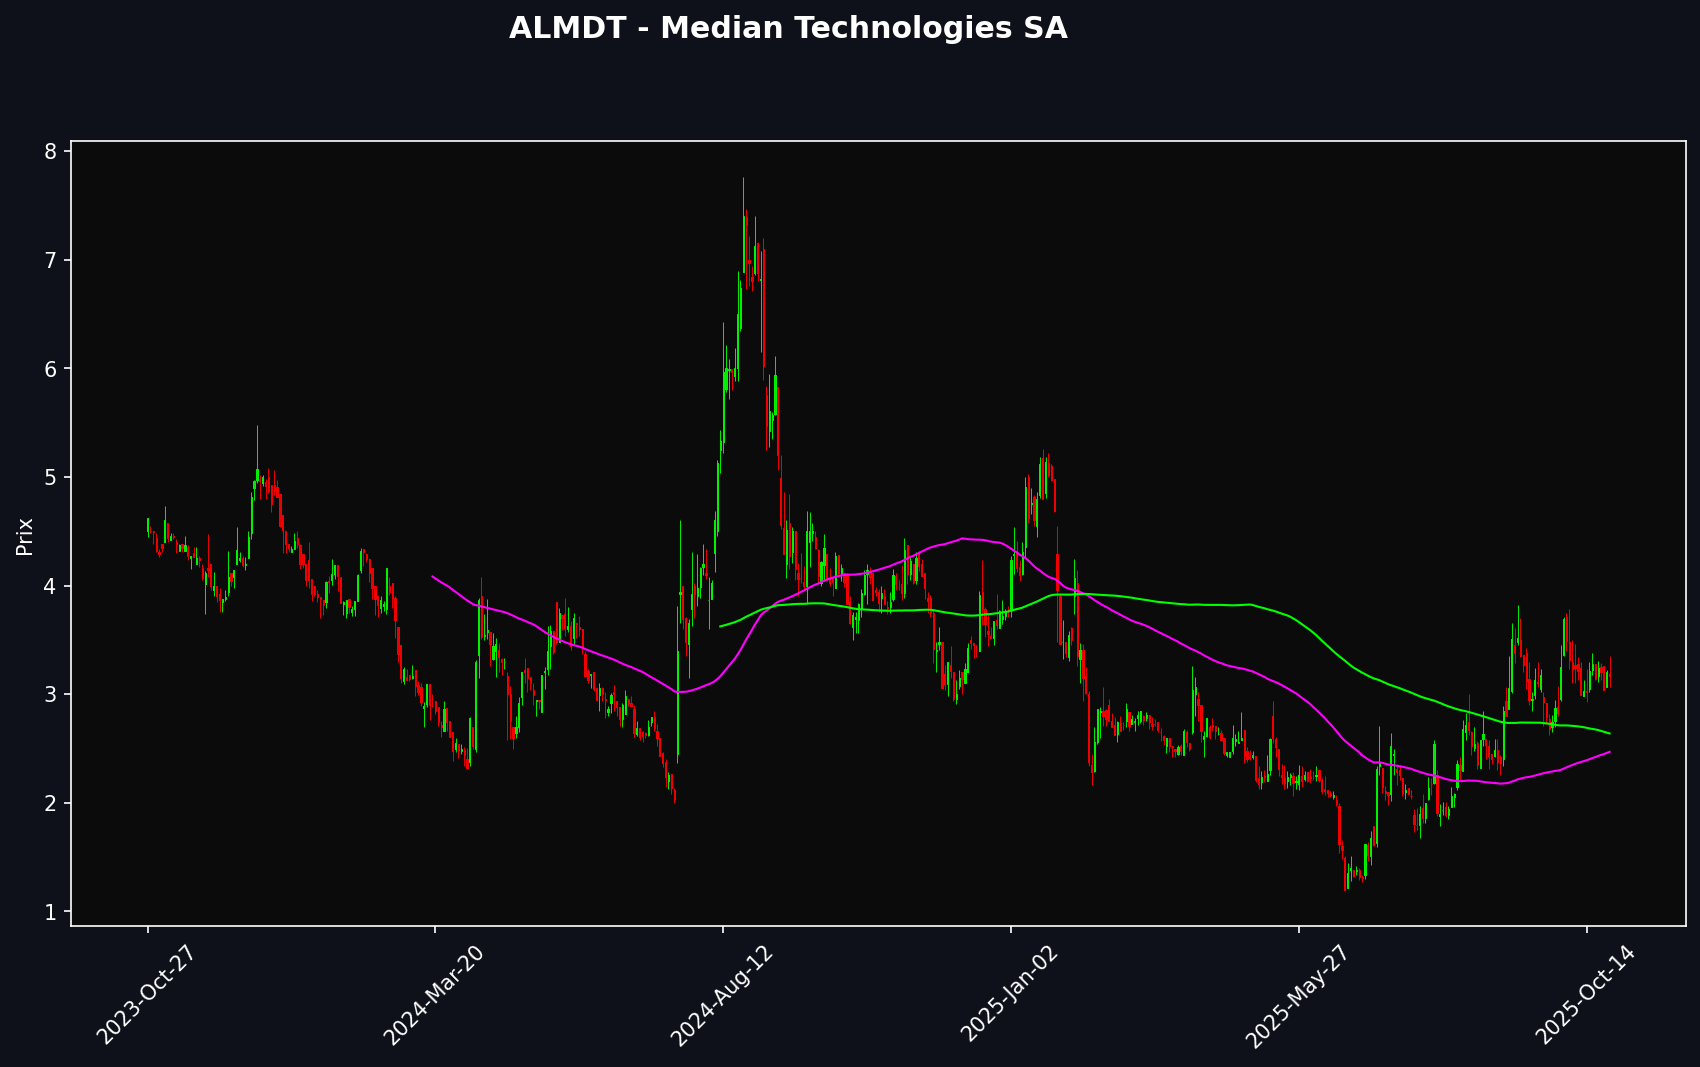 ALMDT - Median Technologies SA
8
7
6
5
4
3
2
1
Prix
2023-Oct-27
2024-Mar-20
2024-Aug-12
2025-Jan-02
2025-May-27
2025-Oct-14